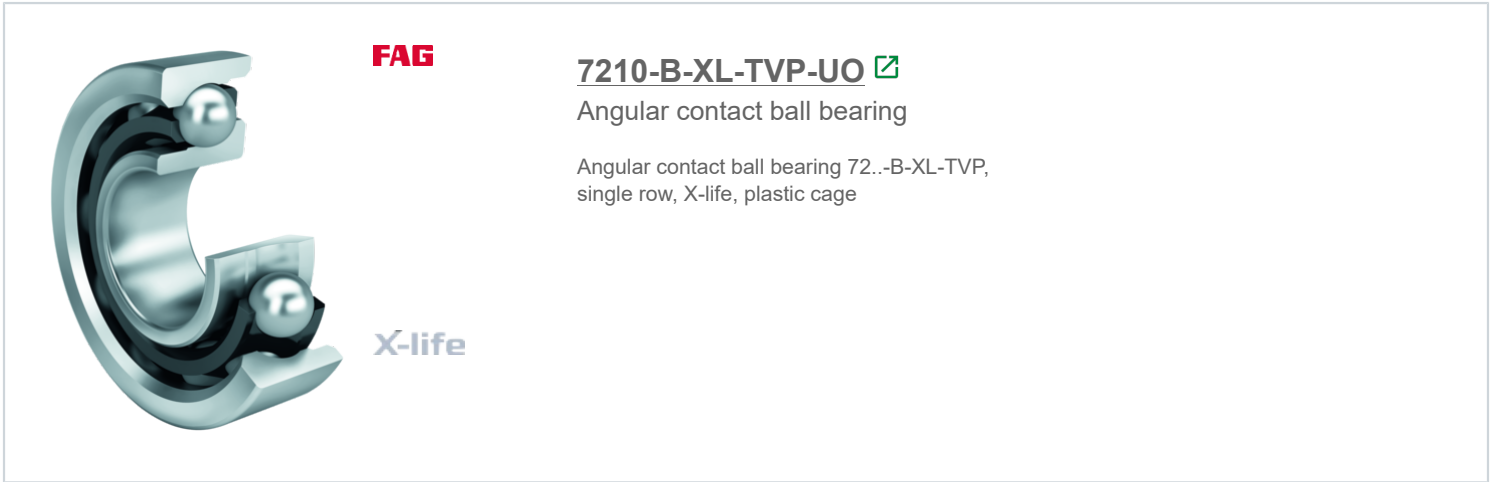 FAG
7210-B-XL-TVP-UO
Angular contact ball bearing
Angular contact ball bearing 72..-B-XL-TVP,
single row, X-life, plastic cage
X-life